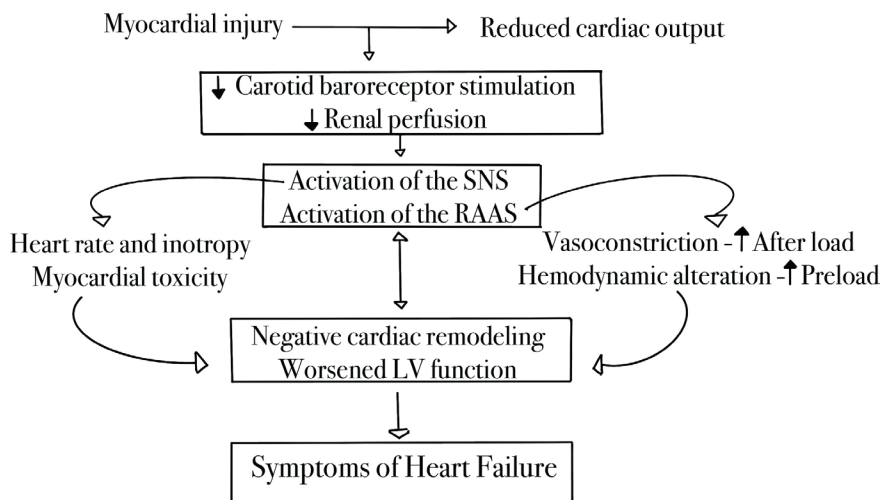 Myocardial injury
Reduced cardiac output
↓ Carotid baroreceptor stimulation
↓ Renal perfusion
Activation of the SNS
Activation of the RAAS
Heart rate and inotropy
Myocardial toxicity
Vasoconstriction -↑ After load
Hemodynamic alteration -↑ Preload
Negative cardiac remodeling
Worsened LV function
Symptoms of Heart Failure